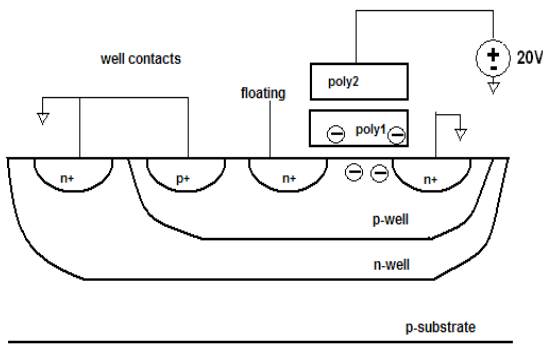 well contacts
floating
poly2
+
-
20V
poly1
n+
p+
n+
n+
p-well
n-well
p-substrate